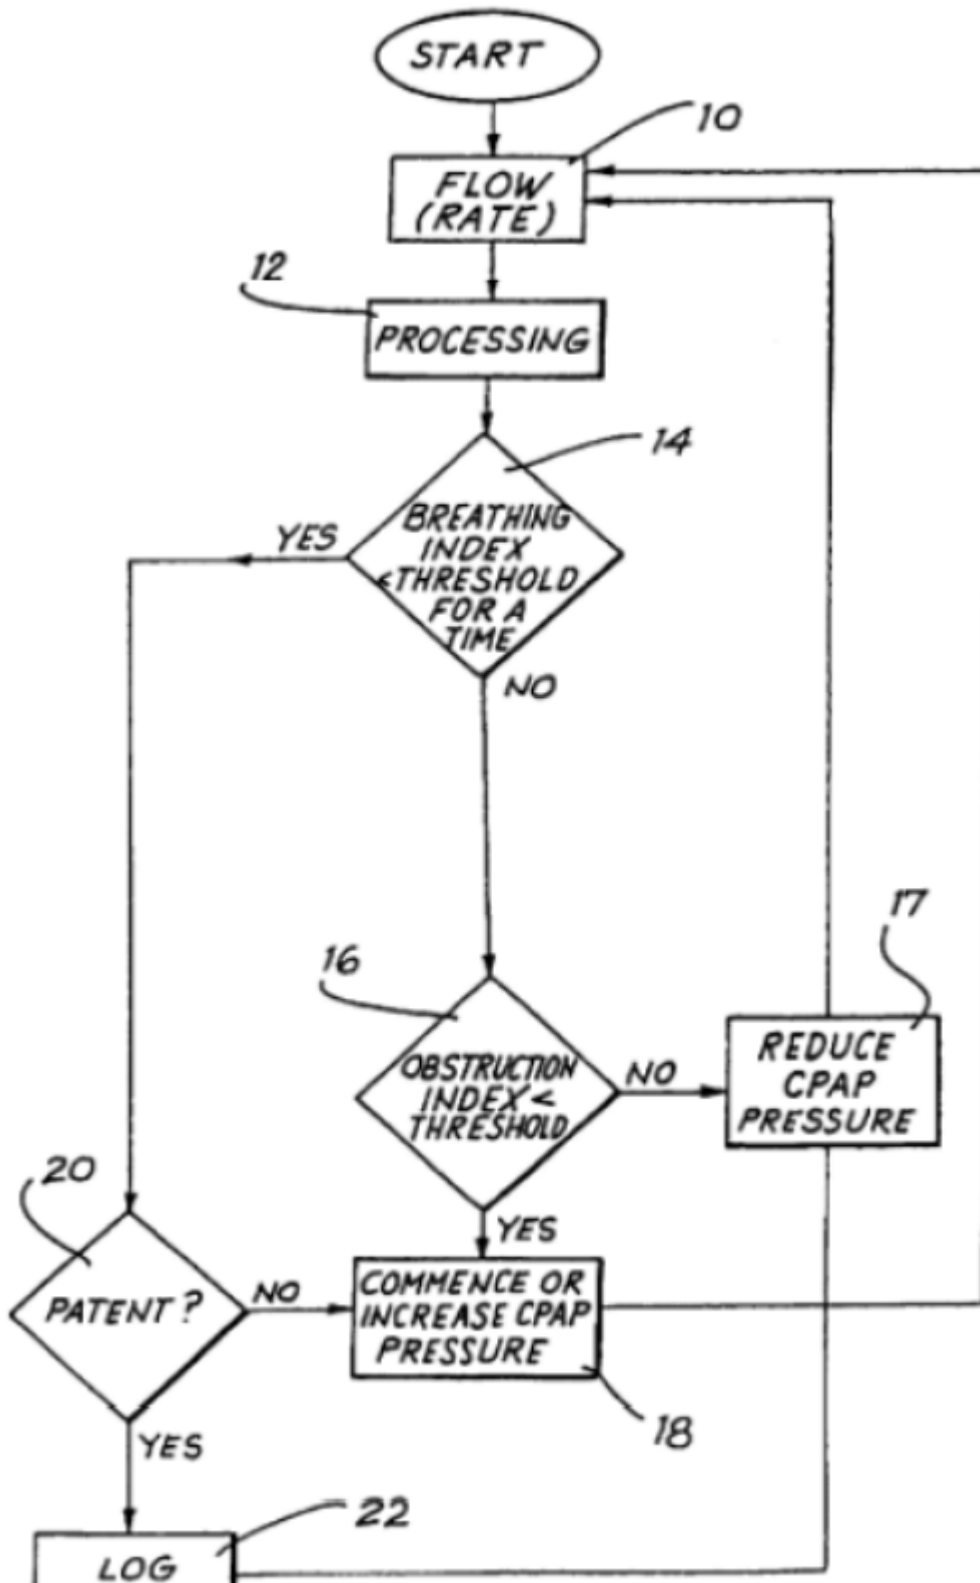 START
10
FLOW
(RATE)
12
PROCESSING
14
YES
BREATHING
INDEX
<THRESHOLD
FOR A
TIME
NO
17
16
OBSTRUCTION
INDEX <
THRESHOLD
NO
REDUCE
CPAP
PRESSURE
20
YES
PATENT?
NO
COMMENCE OR
INCREASE CPAP
PRESSURE
18
YES
22
LOG